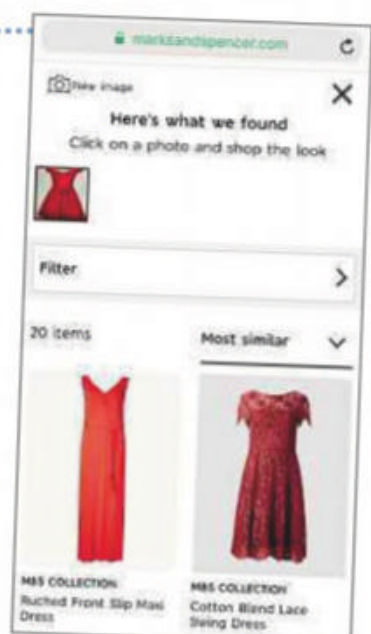 marksandspencer.com
New image
Here's what we found
Click on a photo and shop the look
Filter
20 items
Most similar
M&S COLLECTION
Ruched Front Slip Maxi
Dress
M&S COLLECTION
Cotton Blend Lace
Swing Dress